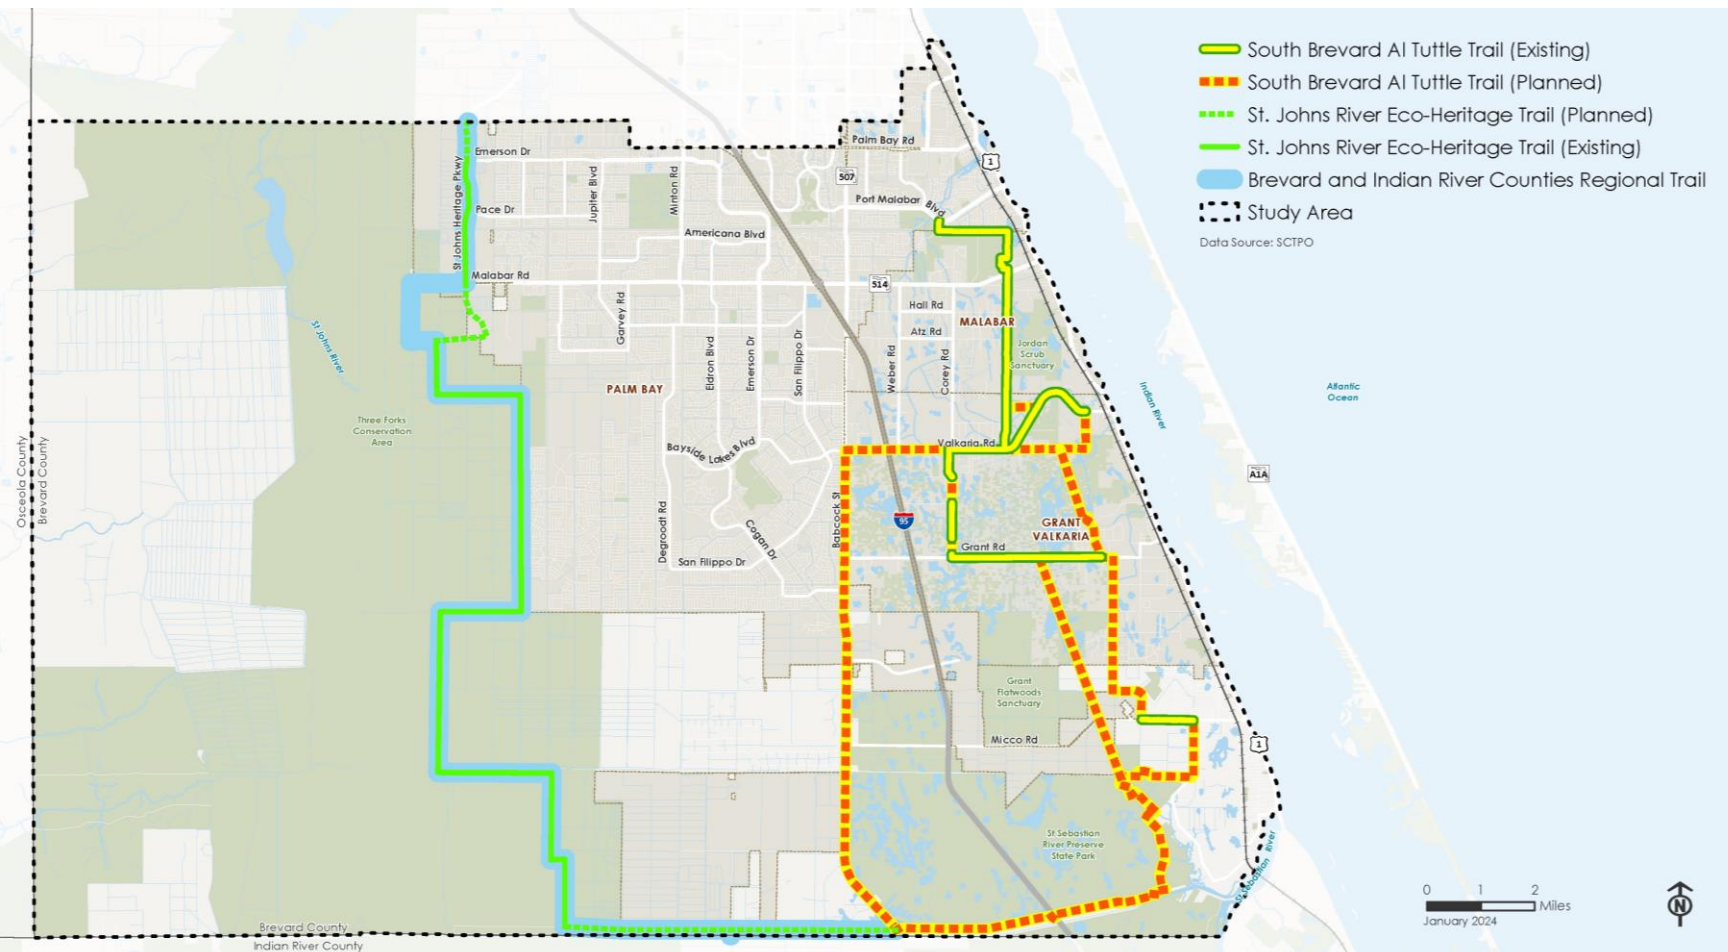 South Brevard Al Tuttle Trail (Existing)
South Brevard Al Tuttle Trail (Planned)
St. Johns River Eco-Heritage Trail (Planned)
St. Johns River Eco-Heritage Trail (Existing)
Brevard and Indian River Counties Regional Trail
Study Area
Data Source: SCTPO
Palm Bay Rd
Emerson Dr
1
507
St Johns Heritage Pkwy
Jupiter Blvd
Minton Rd
Port Malabar Blvd
Pace Dr
Americana Blvd
Malabar Rd
514
Hall Rd
Garvey Rd
MALABAR
Atz Rd
St Johns River
Jordan
Scrub
Sanctuary
Eldron Blvd
Emerson Dr
San Filippo Dr
Weber Rd
Corey Rd
PALM BAY
Indian River
Atlantic
Ocean
Three Forks
Conservation
Area
Valkaria Rd
Bayside Lakes Blvd
A1A
Osceola County
Brevard County
Degroodt Rd
Cogan Dr
Babcock St
95
GRANT
VALKARIA
Grant Rd
San Filippo Dr
Grant
Flatwoods
Sanctuary
Micco Rd
1
St Sebastian
River Preserve
State Park
St Sebastian River
Brevard County
Indian River County
0 1 2
Miles
January 2024
N